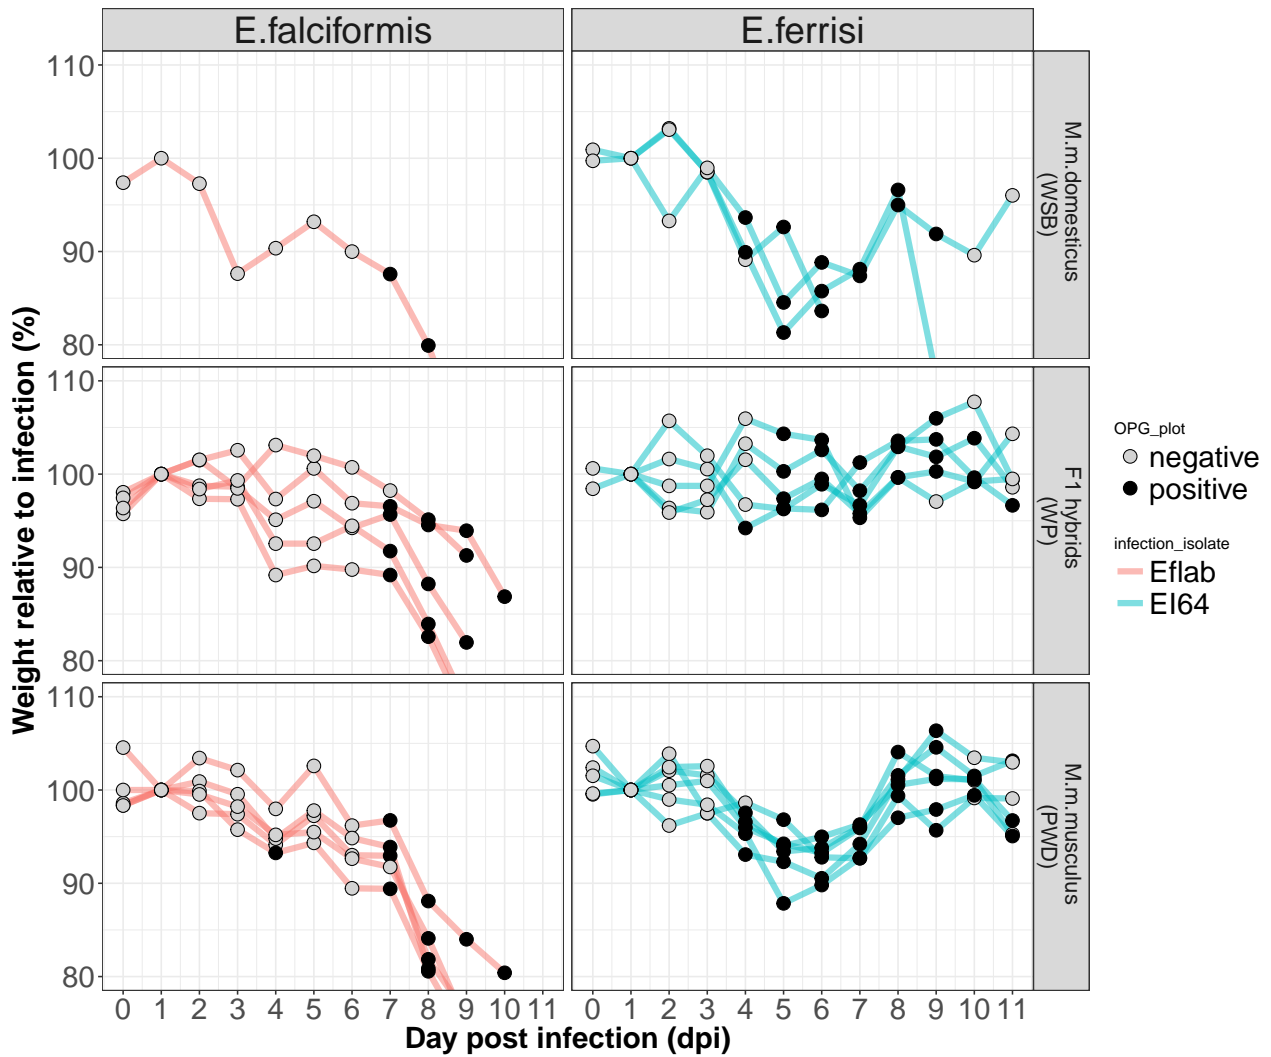 E.falciformis
E.ferrisi
110
100
90
80
M.m.domesticus
(WSB)
110
100
90
80
F1 hybrids
(WP)
110
100
90
80
M.m.musculus
(PWD)
Weight relative to infection (%)
0 1 2 3 4 5 6 7 8 9 10 11
0 1 2 3 4 5 6 7 8 9 10 11
Day post infection (dpi)
OPG_plot
negative
positive
infection_isolate
Eflab
EI64